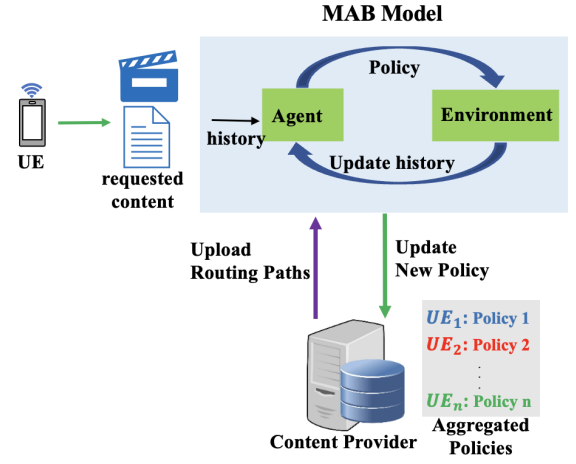 MAB Model
Policy
Agent
Environment
history
Update history
UE
requested
content
Upload
Routing Paths
Update
New Policy
UE₁: Policy 1
UE₂: Policy 2
.
.
.
UEₙ: Policy n
Content Provider
Aggregated
Policies